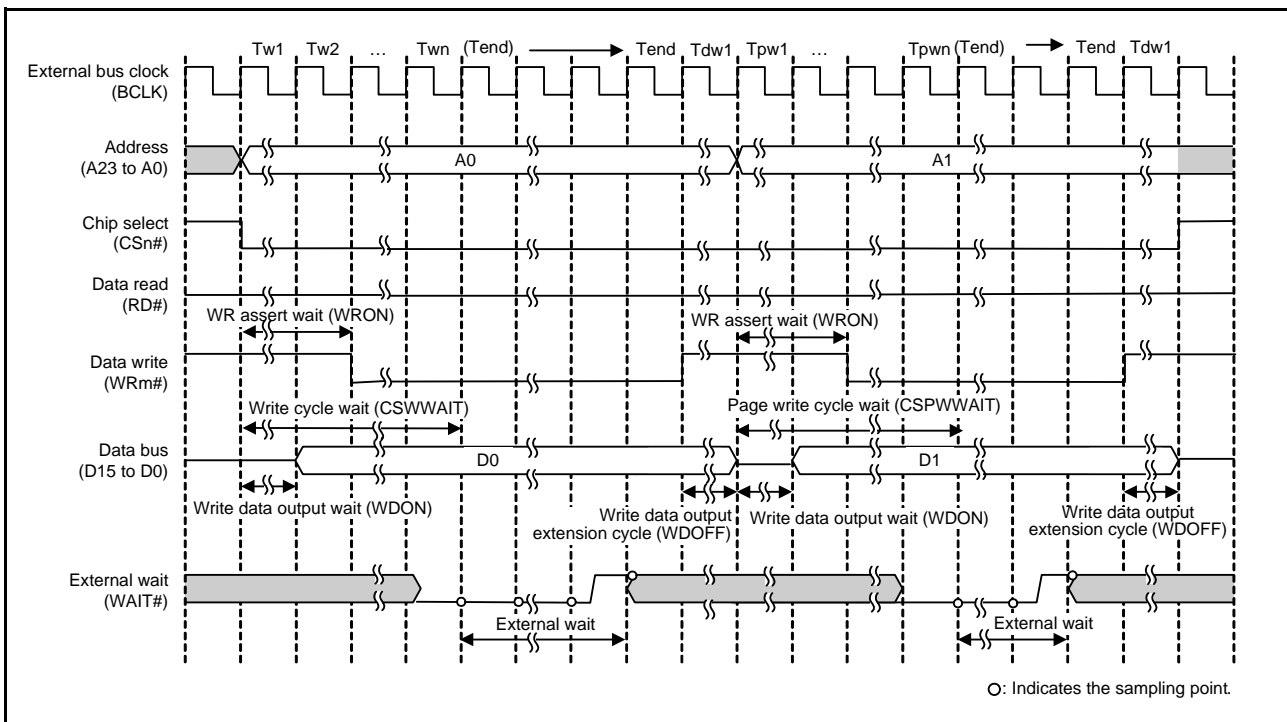 Tw1 Tw2 … Twn (Tend) Tend Tdw1 Tpw1 … Tpwn (Tend) Tend Tdw1
External bus clock
(BCLK)
Address
(A23 to A0)
A0 A1
Chip select
(CSn#)
Data read
(RD#)
WR assert wait (WRON) WR assert wait (WRON)
Data write
(WRm#)
Write cycle wait (CSWWAIT) Page write cycle wait (CSPWWAIT)
Data bus
(D15 to D0)
D0 D1
Write data output wait (WDON)
Write data output
extension cycle (WDOFF)
Write data output wait (WDON)
Write data output
extension cycle (WDOFF)
External wait
(WAIT#)
External wait External wait
O: Indicates the sampling point.